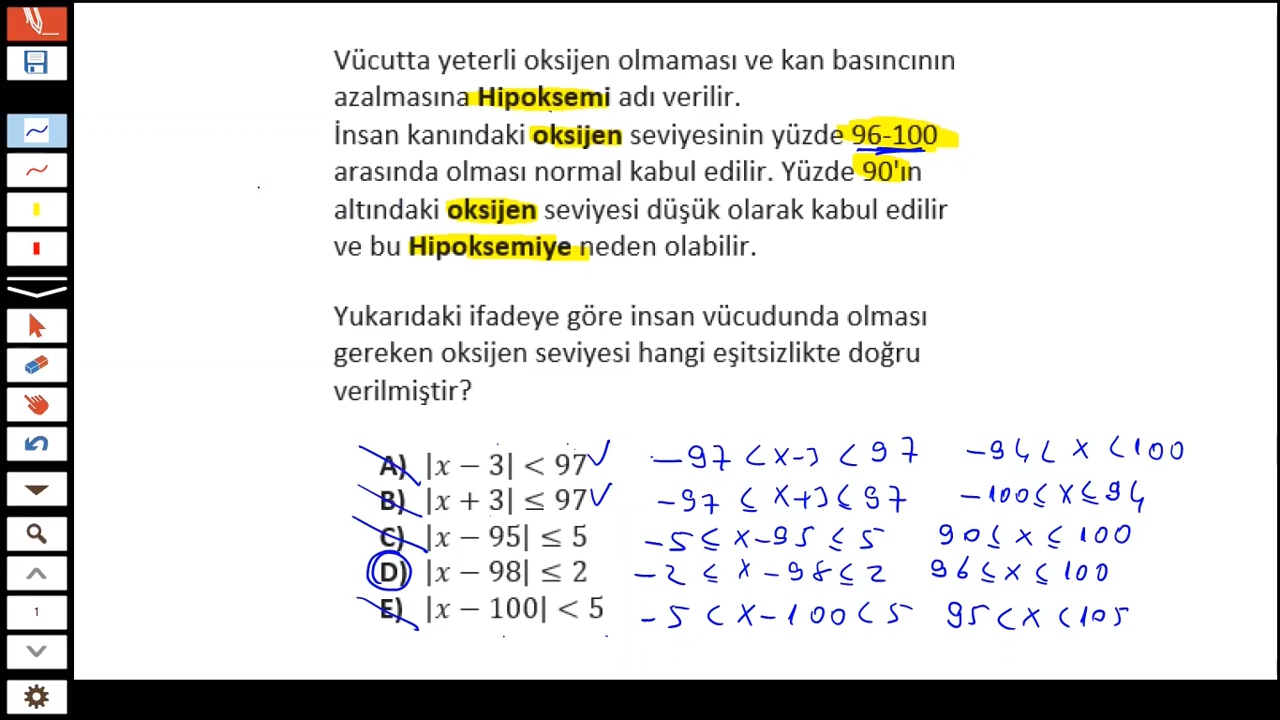 Vücutta yeterli oksijen olmaması ve kan basıncının
azalmasına Hipoksemi adı verilir.
İnsan kanındaki oksijen seviyesinin yüzde 96-100
arasında olması normal kabul edilir. Yüzde 90'ın
altındaki oksijen seviyesi düşük olarak kabul edilir
ve bu Hipoksemiye neden olabilir.
Yukarıdaki ifadeye göre insan vücudunda olması
gereken oksijen seviyesi hangi eşitsizlikte doğru
verilmiştir?
A) |x − 3| < 97 ✓ -97 < x-3 < 97 -94 < x < 100
B) |x + 3| ≤ 97 ✓ -97 ≤ x+3 ≤ 97 -100 ≤ x ≤ 94
C) |x − 95| ≤ 5 -5 ≤ x-95 ≤ 5 90 ≤ x ≤ 100
D) |x − 98| ≤ 2 -2 ≤ x-98 ≤ 2 96 ≤ x ≤ 100
E) |x − 100| < 5 -5 < x-100 < 5 95 < x < 105
1